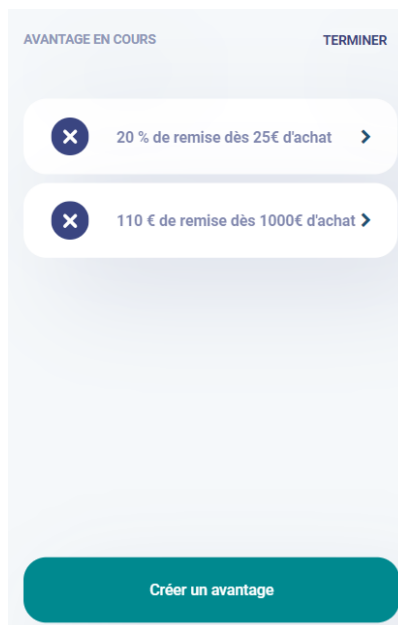 AVANTAGE EN COURS
TERMINER
20 % de remise dès 25€ d'achat
110 € de remise dès 1000€ d'achat
Créer un avantage